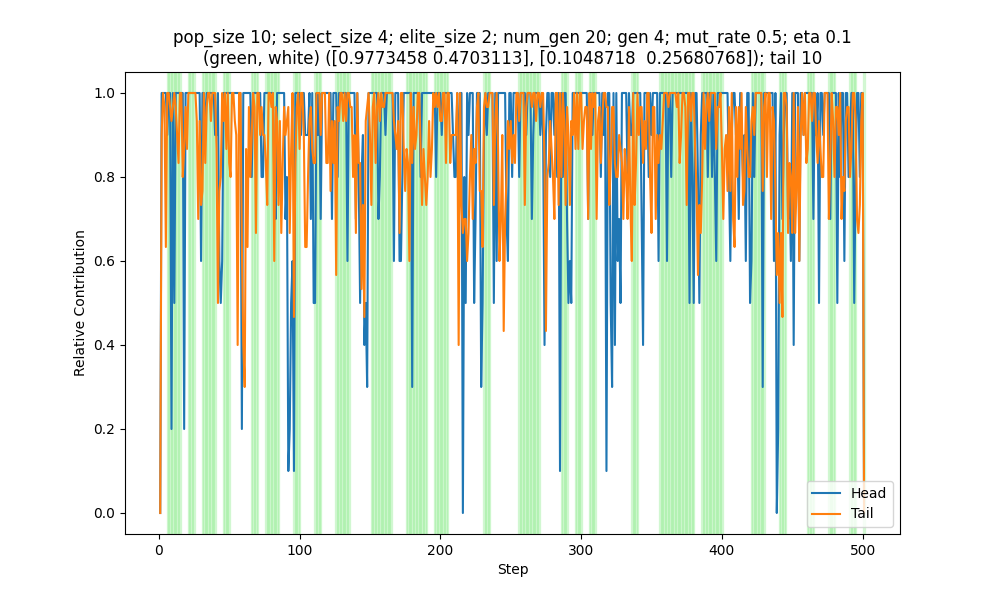 pop_size 10; select_size 4; elite_size 2; num_gen 20; gen 4; mut_rate 0.5; eta 0.1
(green, white) ([0.9773458 0.4703113], [0.1048718  0.25680768]); tail 10
1.0
0.8
0.6
0.4
0.2
0.0
Relative Contribution
0
100
200
300
400
500
Step
Head
Tail